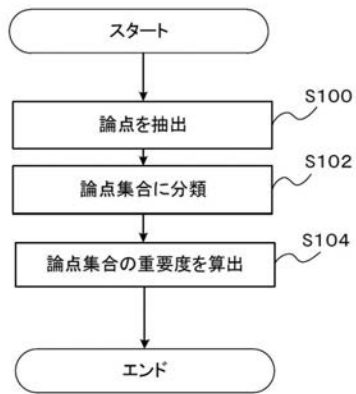 スタート
S100
論点を抽出
S102
論点集合に分類
S104
論点集合の重要度を算出
エンド